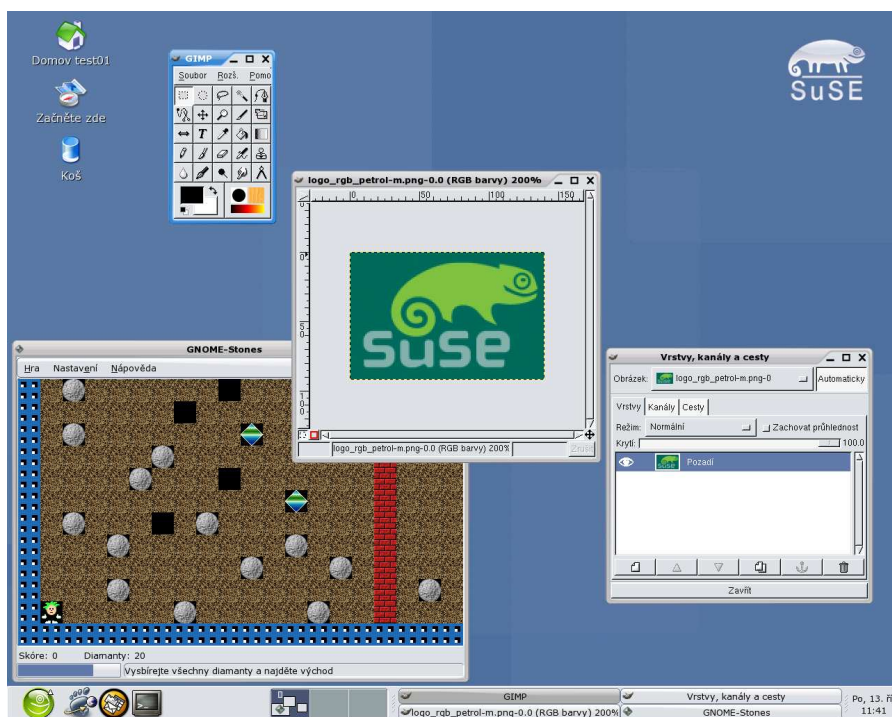 Domov test01
Začněte zde
Koš
SuSE
GIMP
Soubor Rozš. Pomo
logo_rgb_petrol-m.png-0.0 (RGB barvy) 200%
0 50 100 150
suse
logo_rgb_petrol-m.png-0.0 (RGB barvy) 200%
GNOME-Stones
Hra Nastavení Nápověda
Skóre: 0 Diamanty: 20
Vysbírejte všechny diamanty a najděte východ
Vrstvy, kanály a cesty
Obrázek: logo_rgb_petrol-m.png-0 Automaticky
Vrstvy Kanály Cesty
Režim: Normální Zachovat průhlednost
Krytí: 100.0
Pozadí
Zavřít
GIMP
Vrstvy, kanály a cesty
logo_rgb_petrol-m.png-0.0 (RGB barvy) 200%
GNOME-Stones
Po, 13. ří
11:41